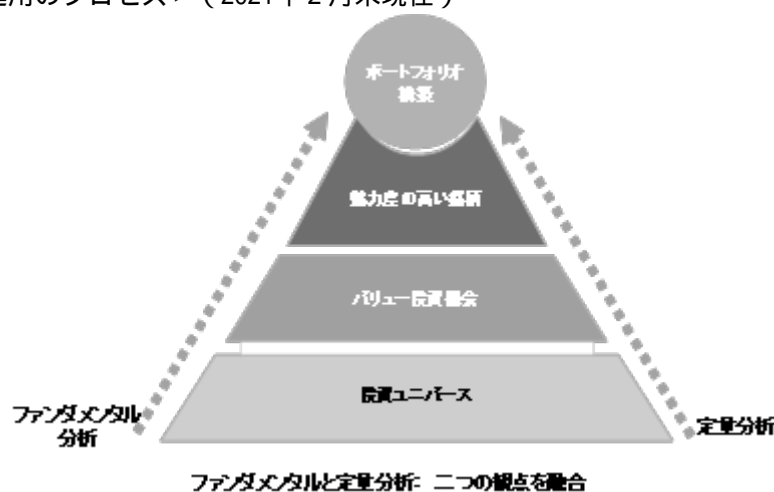 用のプロセス＞（2021年2月末現在）
ポートフォリオ
構築
魅力度の高い銘柄
バリュー投資機会
投資ユニバース
ファンダメンタル
分析
定量分析
ファンダメンタルと定量分析： 二つの観点を融合